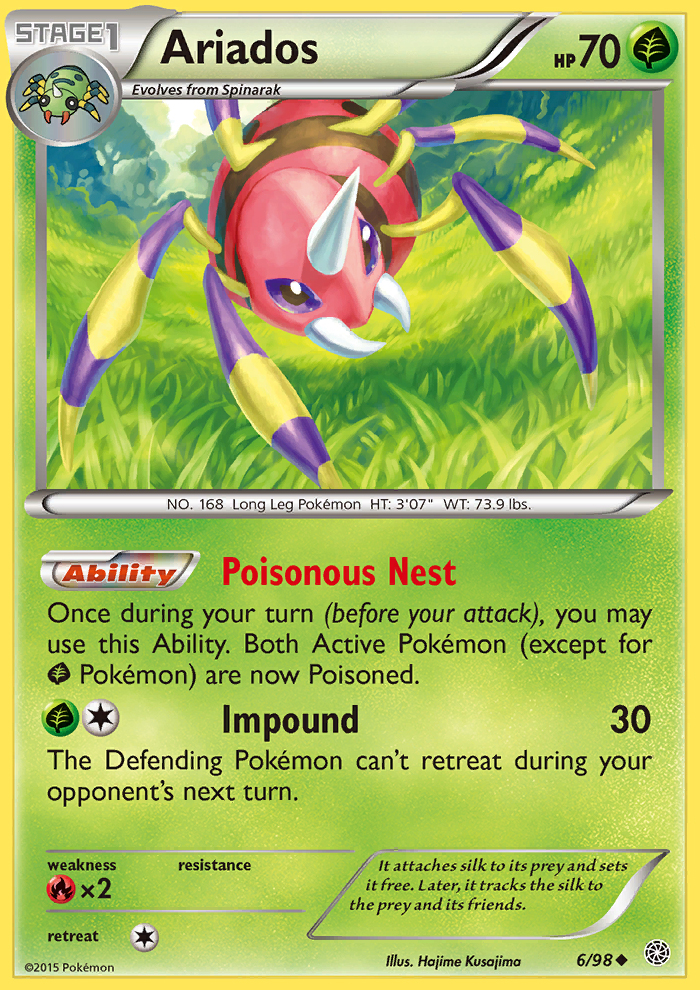 STAGE1
Ariados
HP70
Evolves from Spinarak
NO. 168 Long Leg Pokémon HT: 3'07" WT: 73.9 lbs.
Ability Poisonous Nest
Once during your turn (before your attack), you may
use this Ability. Both Active Pokémon (except for
Pokémon) are now Poisoned.
Impound 30
The Defending Pokémon can't retreat during your
opponent's next turn.
weakness resistance
×2
retreat
It attaches silk to its prey and sets
it free. Later, it tracks the silk to
the prey and its friends.
©2015 Pokémon
Illus. Hajime Kusajima
6/98